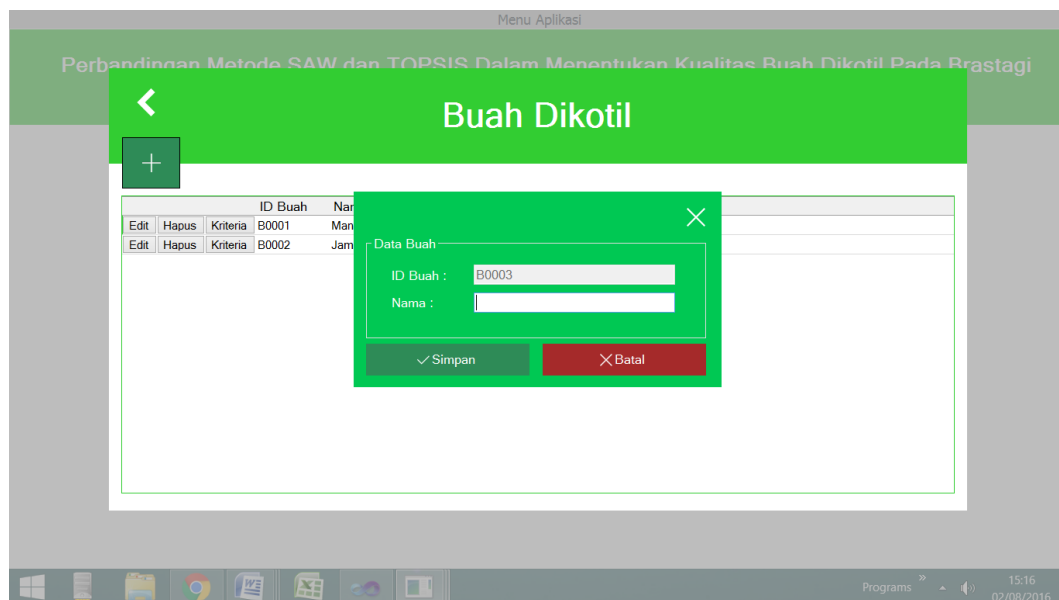 Menu Aplikasi
Perbandingan Metode SAW dan TOPSIS Dalam Menentukan Kualitas Buah Dikotil Pada Brastagi
Buah Dikotil
ID Buah
Edit Hapus Kriteria B0001 Man
Edit Hapus Kriteria B0002 Jam
Data Buah
ID Buah : B0003
Nama :
Simpan Batal
Programs 15:16
02/08/2016